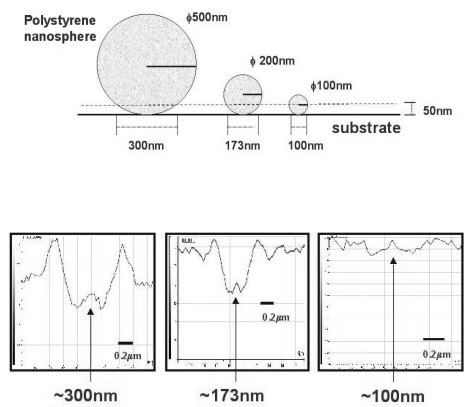 Polystyrene
nanosphere
ϕ500nm
ϕ 200nm
ϕ100nm
50nm
substrate
300nm
173nm
100nm
0.2μm
0.2μm
0.2μm
~300nm
~173nm
~100nm